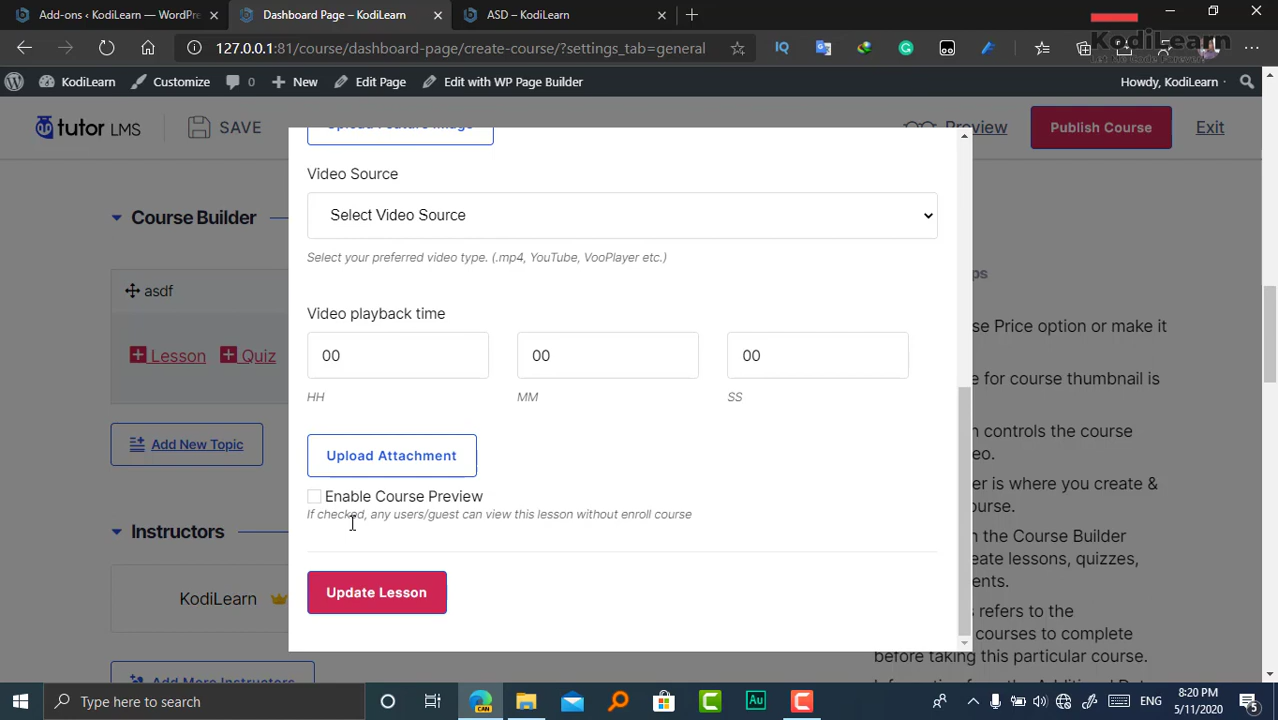 Add-ons ‹ KodiLearn — WordPre
Dashboard Page – KodiLearn
ASD – KodiLearn
127.0.0.1:81/course/dashboard-page/create-course/?settings_tab=general
KodiLearn
KodiLearn
Customize
0
New
Edit Page
Edit with WP Page Builder
Howdy, KodiLearn
tutor LMS
SAVE
Preview
Publish Course
Exit
Upload Feature Image
Video Source
Select Video Source
Select your preferred video type. (.mp4, YouTube, VooPlayer etc.)
Video playback time
00
00
00
HH
MM
SS
Upload Attachment
Enable Course Preview
If checked, any users/guest can view this lesson without enroll course
Update Lesson
Course Builder
asdf
Lesson
Quiz
Add New Topic
Instructors
KodiLearn
Add More Instructors
ps
se Price option or make it
e for course thumbnail is
n controls the course
eo.
er is where you create &
ourse.
n the Course Builder
eate lessons, quizzes,
ents.
s refers to the
courses to complete
before taking this particular course.
Type here to search
CAN
Au
ENG
8:20 PM
5/11/2020
5